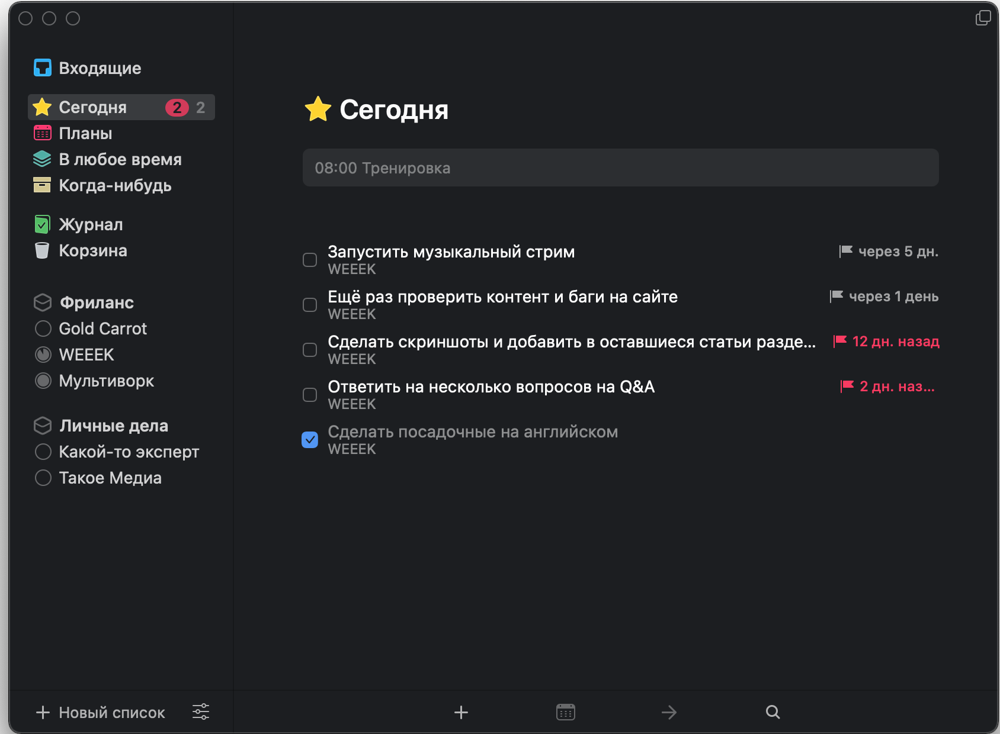 Входящие
Сегодня 2 2
Планы
В любое время
Когда-нибудь
Журнал
Корзина
Фриланс
Gold Carrot
WEEEK
Мультиворк
Личные дела
Какой-то эксперт
Такое Медиа
Новый список
Сегодня
08:00 Тренировка
Запустить музыкальный стрим через 5 дн.
WEEEK
Ещё раз проверить контент и баги на сайте через 1 день
WEEEK
Сделать скриншоты и добавить в оставшиеся статьи разде... 12 дн. назад
WEEEK
Ответить на несколько вопросов на Q&A 2 дн. наз...
WEEEK
Сделать посадочные на английском
WEEEK